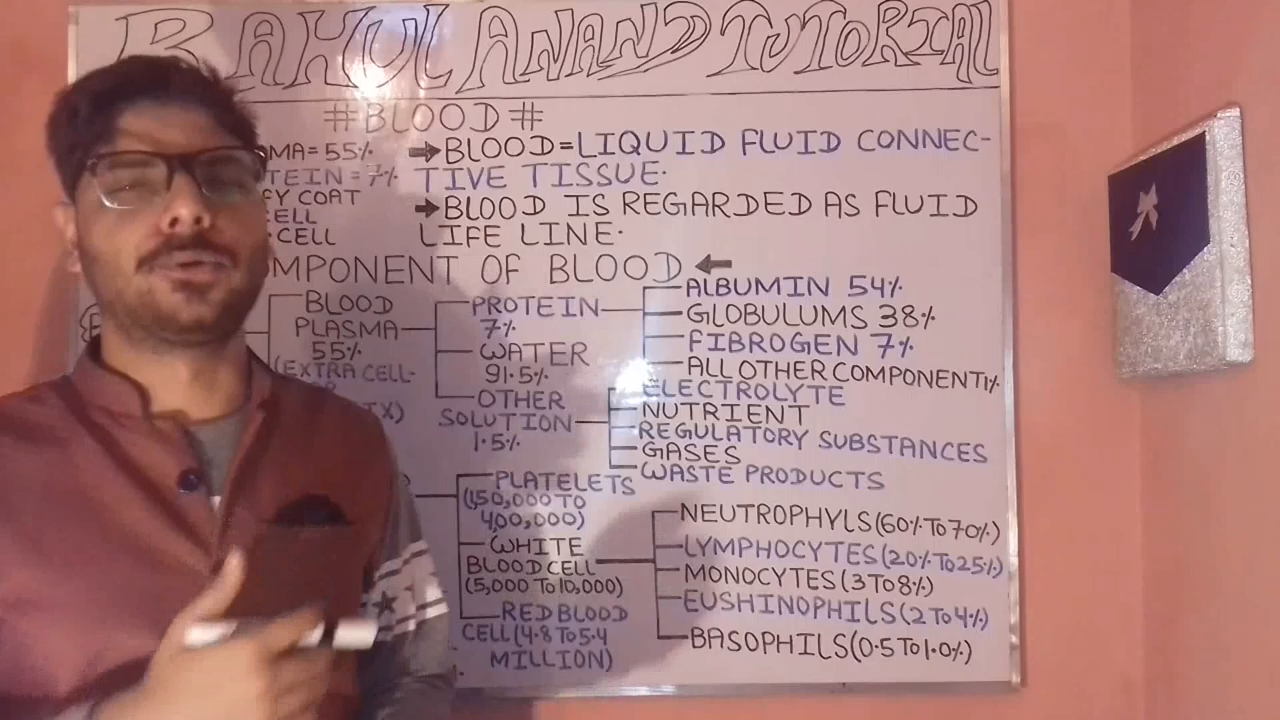 RAHUL ANAND TUTORIAL
#BLOOD#
MA=55%
TEIN=7%
FY COAT
CELL
CELL
➡BLOOD=LIQUID FLUID CONNEC-
TIVE TISSUE.
➡BLOOD IS REGARDED AS FLUID
LIFE LINE.
MPONENT OF BLOOD⬅
BLOOD
PLASMA
55%
(EXTRA CELL-
PROTEIN
7%
WATER
91.5%
OTHER
SOLUTION
1.5%
ALBUMIN 54%
GLOBULUMS 38%
FIBROGEN 7%
ALL OTHER COMPONENT 1%
ELECTROLYTE
NUTRIENT
REGULATORY SUBSTANCES
GASES
WASTE PRODUCTS
PLATELETS
(150,000 TO
400,000)
WHITE
BLOOD CELL
(5,000 TO 10,000)
RED BLOOD
CELL (4.8 TO 5.4
MILLION)
NEUTROPHYLS (60% TO 70%)
LYMPHOCYTES (20% TO 25%)
MONOCYTES (3 TO 8%)
EUSHINOPHILS (2 TO 4%)
BASOPHILS (0.5 TO 1.0%)